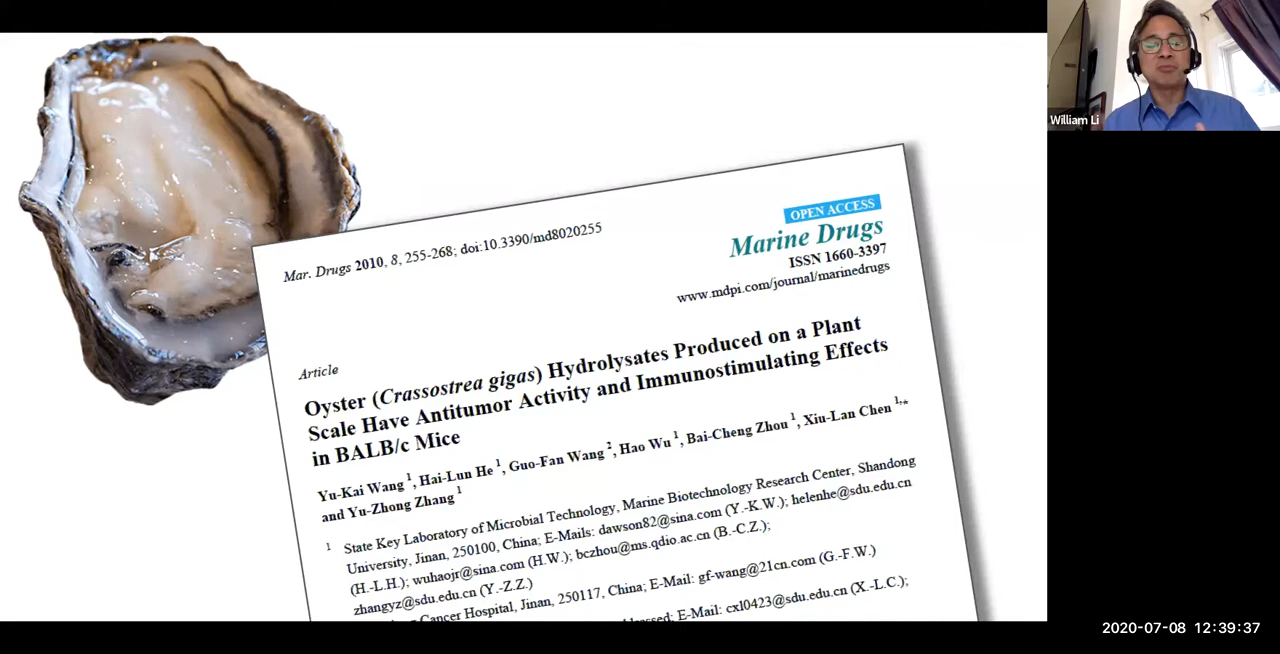 William Li
OPEN ACCESS
Mar. Drugs 2010, 8, 255-268; doi:10.3390/md8020255
Marine Drugs
ISSN 1660-3397
www.mdpi.com/journal/marinedrugs
Article
Oyster (Crassostrea gigas) Hydrolysates Produced on a Plant
Scale Have Antitumor Activity and Immunostimulating Effects
in BALB/c Mice
Yu-Kai Wang 1, Hai-Lun He 1, Guo-Fan Wang 2, Hao Wu 1, Bai-Cheng Zhou 1, Xiu-Lan Chen 1,*
and Yu-Zhong Zhang 1
1 State Key Laboratory of Microbial Technology, Marine Biotechnology Research Center, Shandong
University, Jinan, 250100, China; E-Mails: dawson82@sina.com (Y.-K.W.); helenhe@sdu.edu.cn
(H.-L.H.); wuhaojr@sina.com (H.W.); bczhou@ms.qdio.ac.cn (B.-C.Z.);
zhangyz@sdu.edu.cn (Y.-Z.Z.)
Cancer Hospital, Jinan, 250117, China; E-Mail: gf-wang@21cn.com (G.-F.W.)
E-Mail: cxl0423@sdu.edu.cn (X.-L.C.);
2020-07-08 12:39:37